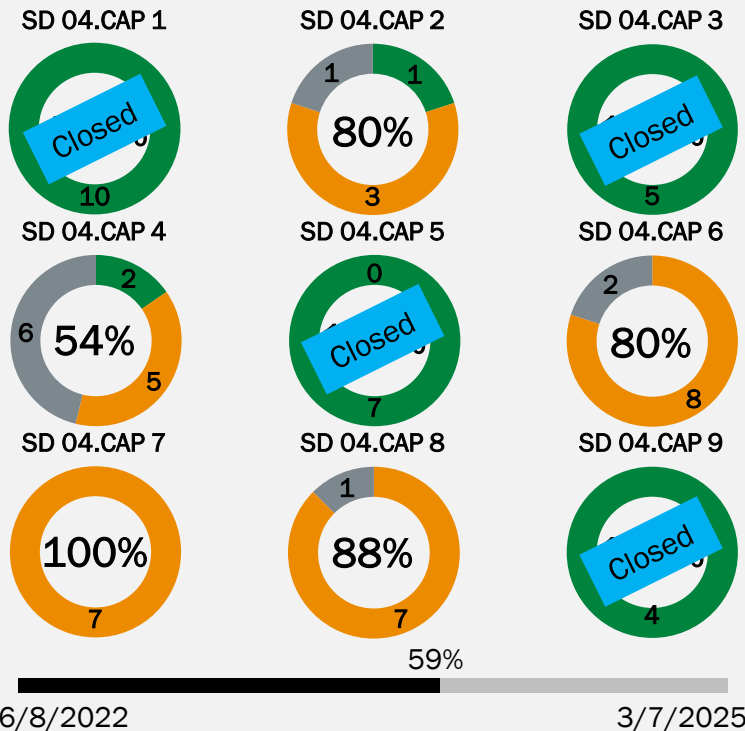 SD 04.CAP 1
SD 04.CAP 2
SD 04.CAP 3
Closed
10
1
1
80%
3
Closed
5
SD 04.CAP 4
SD 04.CAP 5
SD 04.CAP 6
2
6
54%
5
0
Closed
7
2
80%
8
SD 04.CAP 7
SD 04.CAP 8
SD 04.CAP 9
100%
7
1
88%
7
Closed
4
59%
6/8/2022
3/7/2025